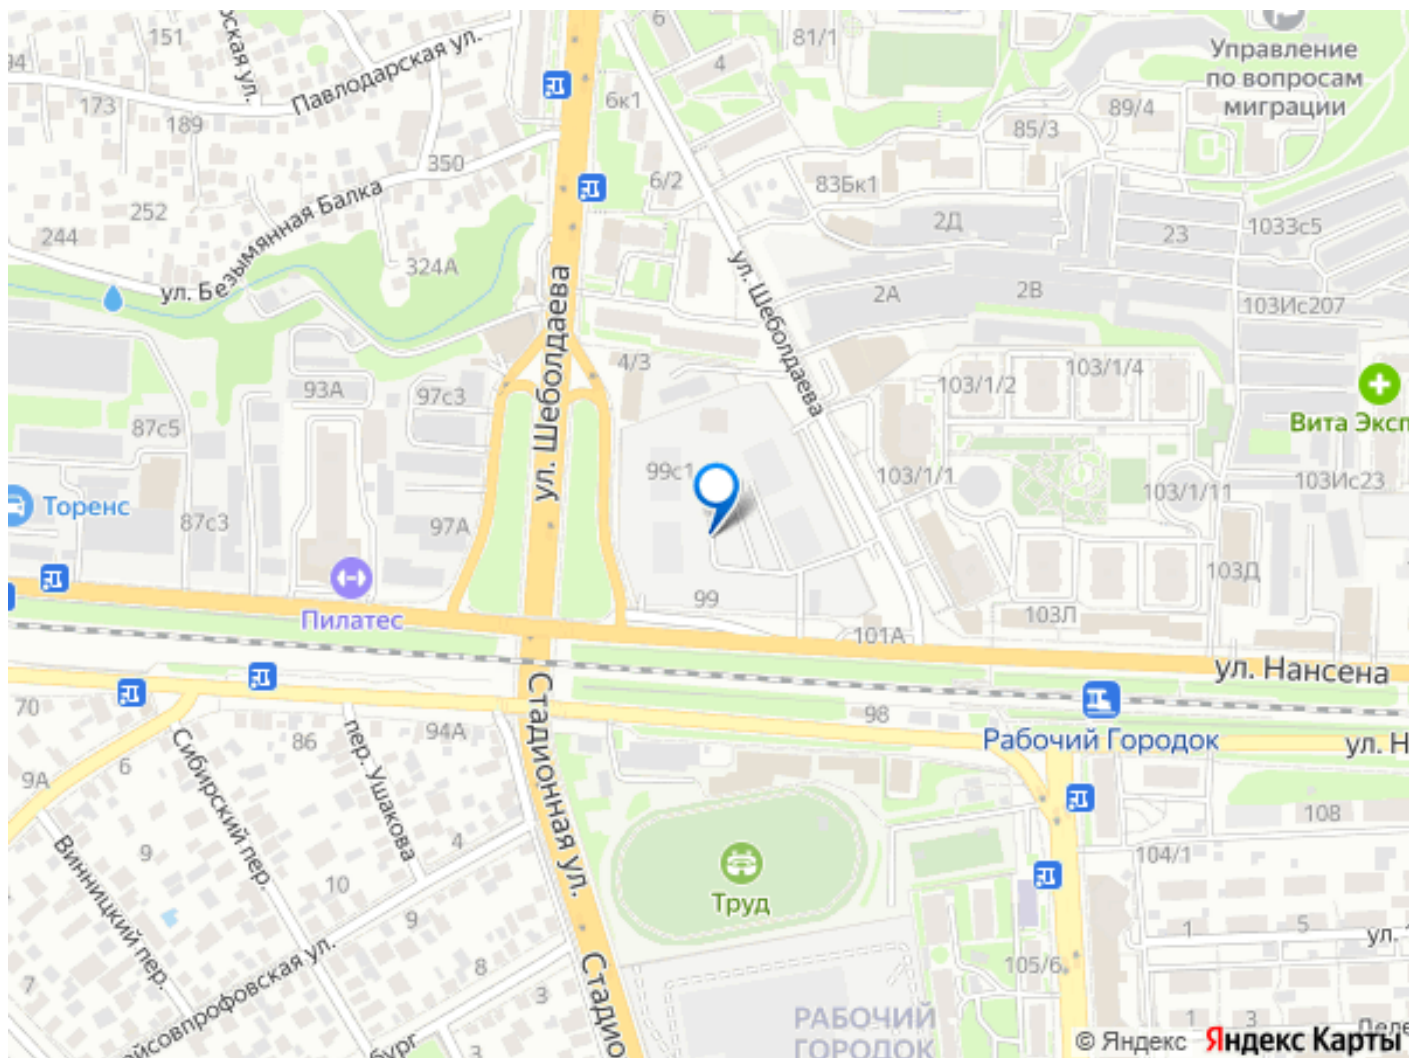 151
Павлодарская ул.
ская ул.
94
173
189
350
252
244
ул. Безымянная Балка
324А
6
4
81/1
6к1
6/2
Управление
по вопросам
миграции
89/4
85/3
83Бк1
2Д
23
1033с5
2А
2В
103Ис207
ул. Шеболдаева
ул. Шеболдаева
4/3
93А
97с3
87с5
103/1/2
103/1/4
Вита Эксп
99с1
103/1/1
103/1/11
103Ис23
Торенс
87с3
97А
103Д
Пилатес
99
101А
103Л
ул. Нансена
70
98
Рабочий Городок
ул. Н
86
94А
6
9А
Сибирский пер.
пер. Ушакова
Стадионная ул.
108
9
4
104/1
10
Труд
Винницкий пер.
9
1
5
ул.
7
йсовпрофовская ул.
8
105/6
3
Стадио
РАБОЧИЙ
ГОРОДОК
бург
3
1
3
© Яндекс Яндекс Карты